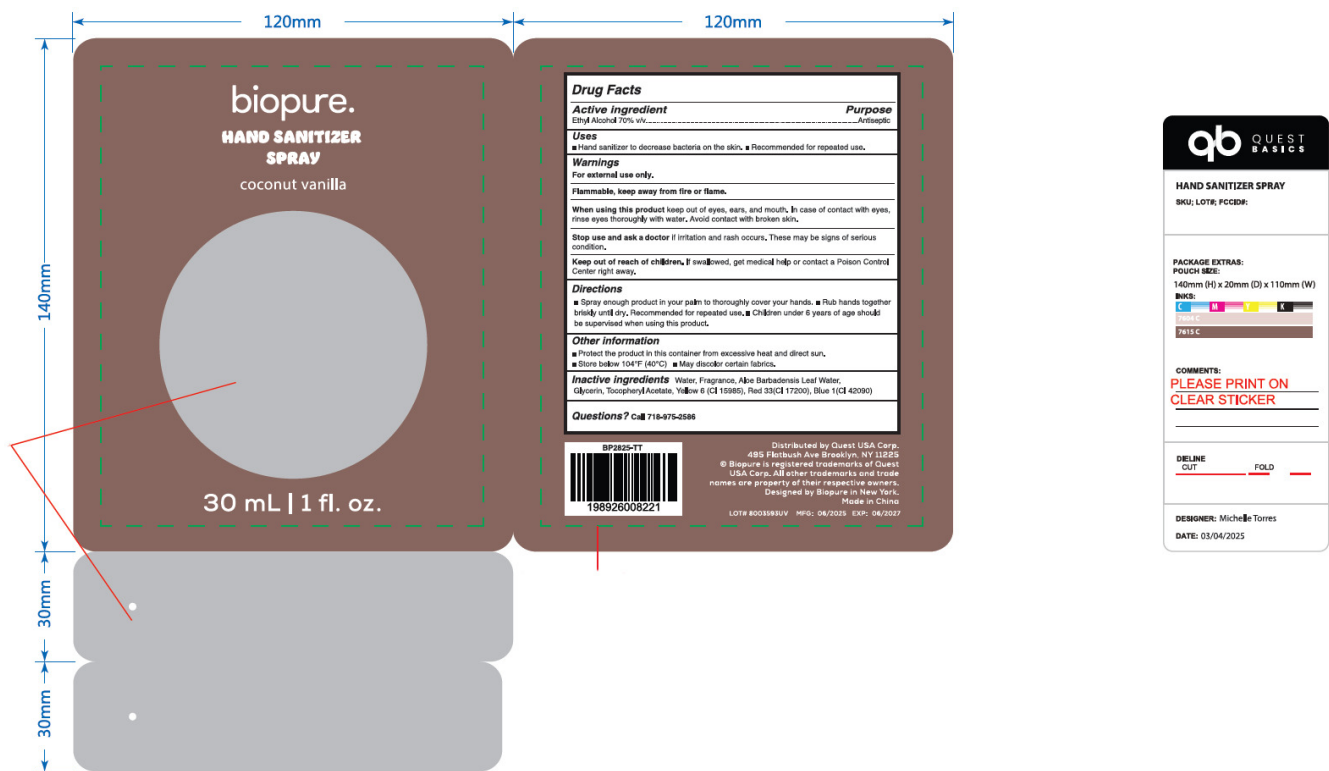 120mm
120mm
140mm
30mm
30mm
biopure.
HAND SANITIZER
SPRAY
coconut vanilla
30 mL | 1 fl. oz.
Drug Facts
Active ingredient Purpose
Ethyl Alcohol 70% v/v Antiseptic
Uses
▪ Hand sanitizer to decrease bacteria on the skin. ▪ Recommended for repeated use.
Warnings
For external use only.
Flammable, keep away from fire or flame.
When using this product keep out of eyes, ears, and mouth. In case of contact with eyes,
rinse eyes thoroughly with water. Avoid contact with broken skin.
Stop use and ask a doctor if irritation and rash occurs. These may be signs of serious
condition.
Keep out of reach of children. If swallowed, get medical help or contact a Poison Control
Center right away.
Directions
▪ Spray enough product in your palm to thoroughly cover your hands. ▪ Rub hands together
briskly until dry. Recommended for repeated use. ▪ Children under 6 years of age should
be supervised when using this product.
Other information
▪ Protect the product in this container from excessive heat and direct sun.
▪ Store below 104°F (40°C) ▪ May discolor certain fabrics.
Inactive ingredients Water, Fragrance, Aloe Barbadensis Leaf Water,
Glycerin, Tocopheryl Acetate, Yellow 6 (CI 15985), Red 33(CI 17200), Blue 1(CI 42090)
Questions? Call 718-975-2586
BP2825-TT
198926008221
Distributed by Quest USA Corp.
495 Flatbush Ave Brooklyn, NY 11225
© Biopure is registered trademarks of Quest
USA Corp. All other trademarks and trade
names are property of their respective owners.
Designed by Biopure in New York.
Made in China
LOT# 8003593UV MFG: 06/2025 EXP: 06/2027
qb QUEST
BASICS
HAND SANITIZER SPRAY
SKU; LOT#; FCCID#:
PACKAGE EXTRAS:
POUCH SIZE:
140mm (H) x 20mm (D) x 110mm (W)
INKS:
C M Y K
7604 C
7615 C
COMMENTS:
PLEASE PRINT ON
CLEAR STICKER
DIELINE
CUT FOLD
DESIGNER: Michelle Torres
DATE: 03/04/2025